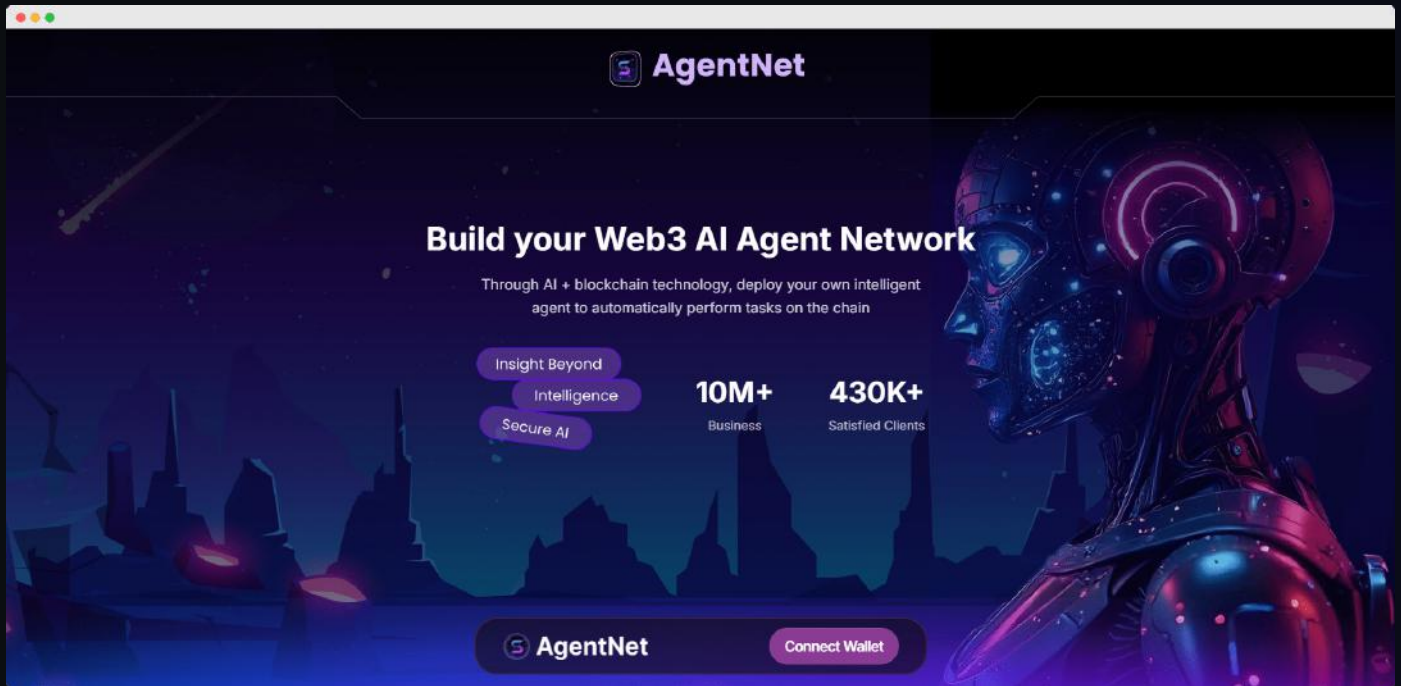 AgentNet
Build your Web3 AI Agent Network
Through AI + blockchain technology, deploy your own intelligent
agent to automatically perform tasks on the chain
Insight Beyond
Intelligence
Secure AI
10M+
Business
430K+
Satisfied Clients
AgentNet
Connect Wallet